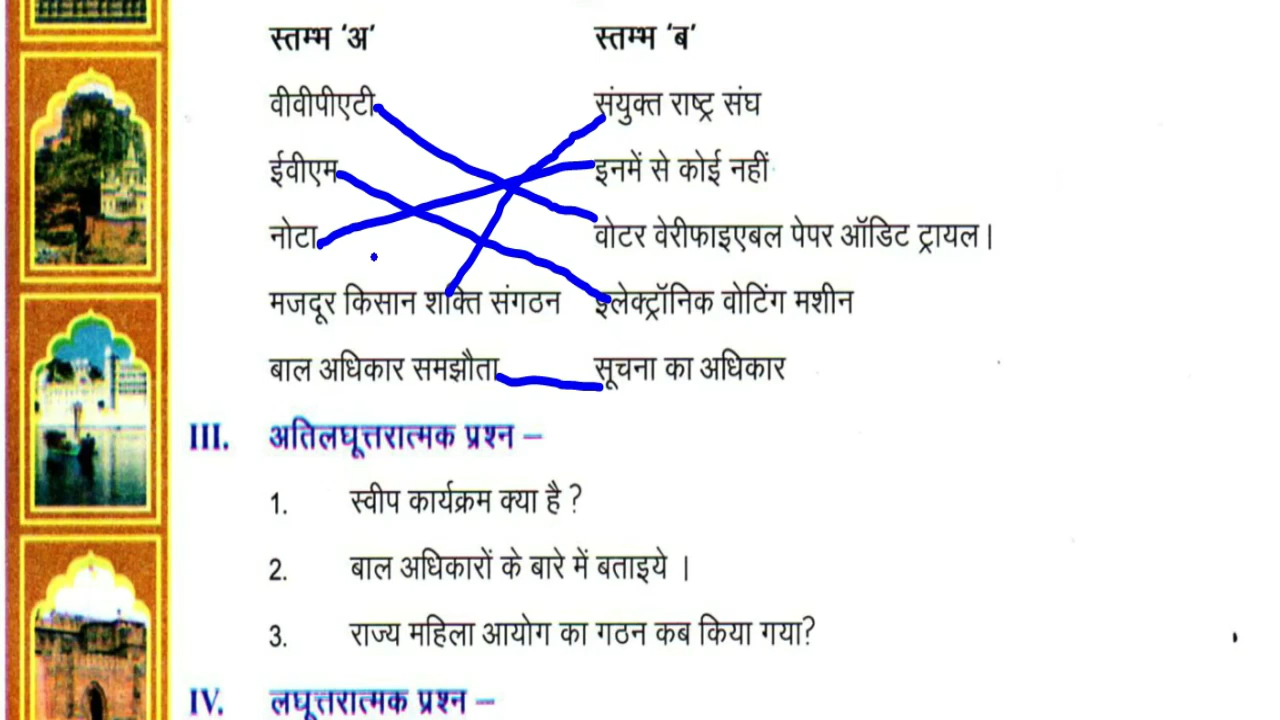 स्तम्भ ‘अ’ स्तम्भ ‘ब’
वीवीपीएटी संयुक्त राष्ट्र संघ
ईवीएम इनमें से कोई नहीं
नोटा वोटर वेरीफाइएबल पेपर ऑडिट ट्रायल।
मजदूर किसान शक्ति संगठन इलेक्ट्रॉनिक वोटिंग मशीन
बाल अधिकार समझौता सूचना का अधिकार
III. अतिलघूत्तरात्मक प्रश्न –
1. स्वीप कार्यक्रम क्या है ?
2. बाल अधिकारों के बारे में बताइये ।
3. राज्य महिला आयोग का गठन कब किया गया?
IV. लघूत्तरात्मक प्रश्न –